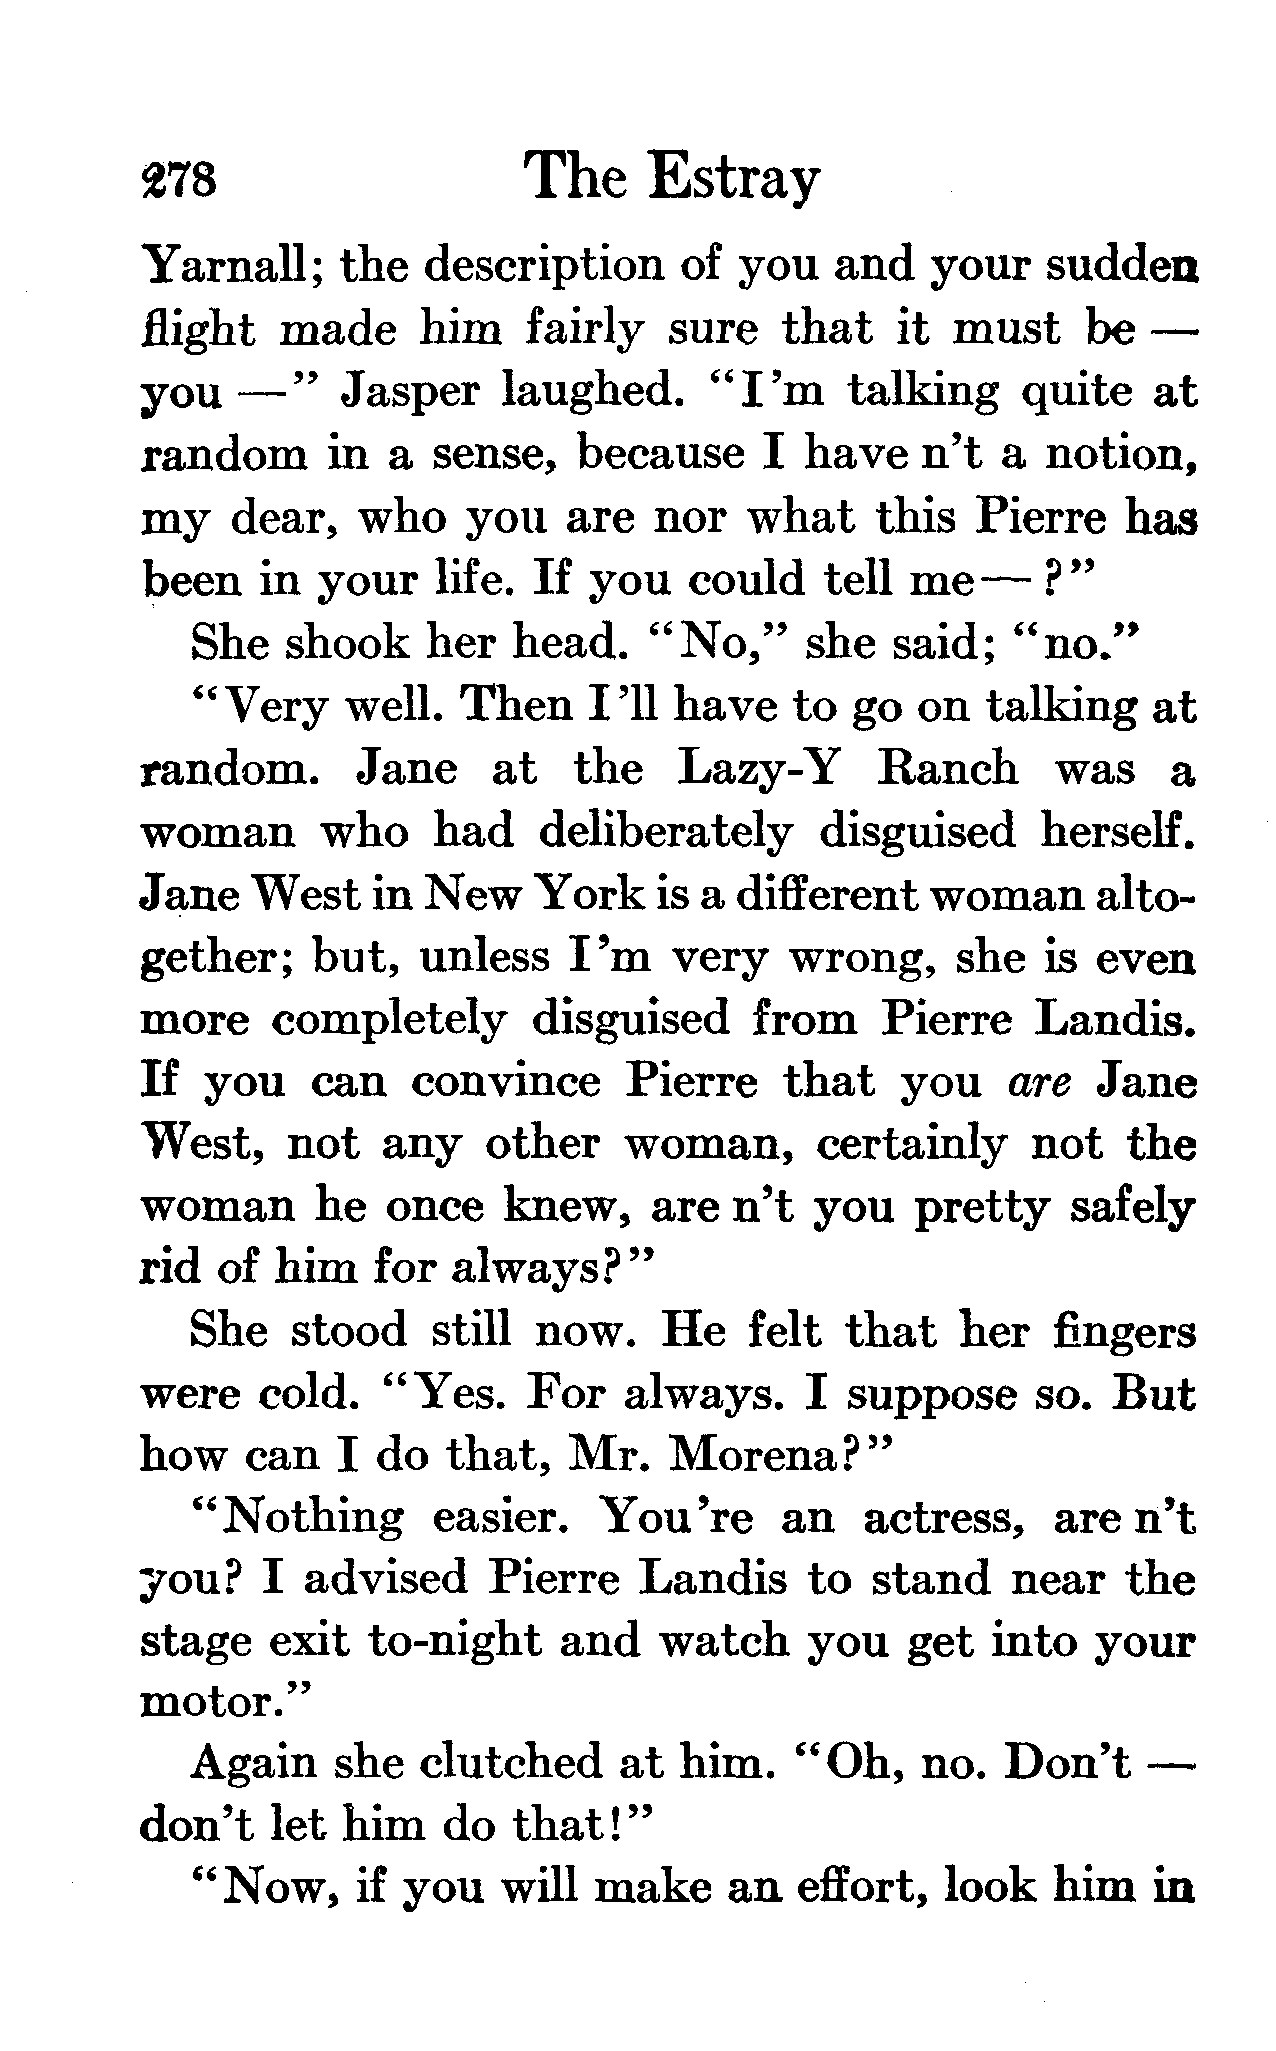 278 The Estray
Yarnall; the description of you and your sudden
flight made him fairly sure that it must be —
you —” Jasper laughed. “I’m talking quite at
random in a sense, because I have n’t a notion,
my dear, who you are nor what this Pierre has
been in your life. If you could tell me— ?”
She shook her head. “No,” she said; “no.”
“Very well. Then I’ll have to go on talking at
random. Jane at the Lazy-Y Ranch was a
woman who had deliberately disguised herself.
Jane West in New York is a different woman alto-
gether; but, unless I’m very wrong, she is even
more completely disguised from Pierre Landis.
If you can convince Pierre that you are Jane
West, not any other woman, certainly not the
woman he once knew, are n’t you pretty safely
rid of him for always?”
She stood still now. He felt that her fingers
were cold. “Yes. For always. I suppose so. But
how can I do that, Mr. Morena?”
“Nothing easier. You’re an actress, are n’t
you? I advised Pierre Landis to stand near the
stage exit to-night and watch you get into your
motor.”
Again she clutched at him. “Oh, no. Don’t —
don’t let him do that!”
“Now, if you will make an effort, look him in